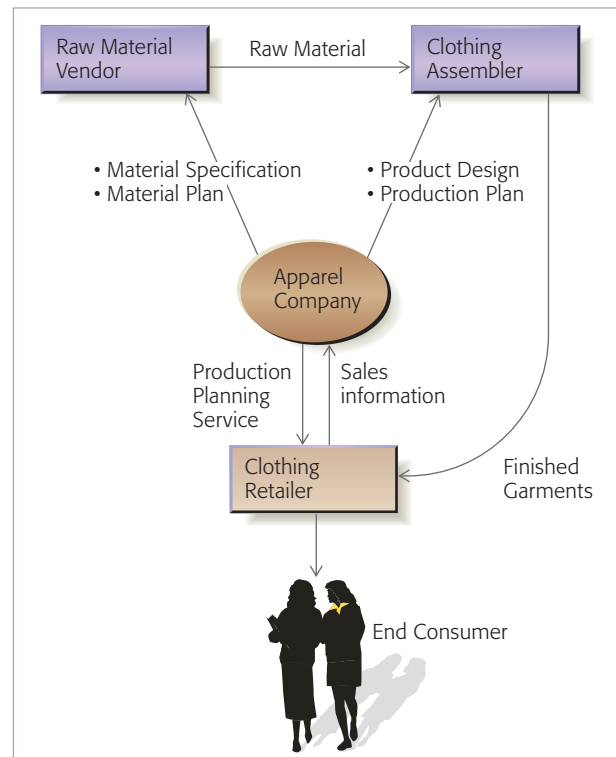 Raw Material
Vendor
Raw Material
Clothing
Assembler
• Material Specification
• Material Plan
• Product Design
• Production Plan
Apparel
Company
Production
Planning
Service
Sales
information
Clothing
Retailer
Finished
Garments
End Consumer